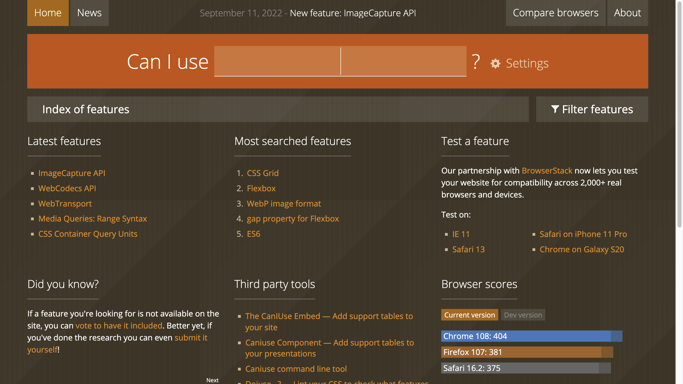 Home News September 11, 2022 - New feature: ImageCapture API Compare browsers About
Can I use ? Settings
Index of features Filter features
Latest features
ImageCapture API
WebCodecs API
WebTransport
Media Queries: Range Syntax
CSS Container Query Units
Most searched features
1. CSS Grid
2. Flexbox
3. WebP image format
4. gap property for Flexbox
5. ES6
Test a feature
Our partnership with BrowserStack now lets you test
your website for compatibility across 2,000+ real
browsers and devices.
Test on:
IE 11
Safari 13
Safari on iPhone 11 Pro
Chrome on Galaxy S20
Did you know?
If a feature you're looking for is not available on the
site, you can vote to have it included. Better yet, if
you've done the research you can even submit it
yourself!
Next
Third party tools
The CanIUse Embed — Add support tables to
your site
Caniuse Component — Add support tables to
your presentations
Caniuse command line tool
Browser scores
Current version Dev version
Chrome 108: 404
Firefox 107: 381
Safari 16.2: 375